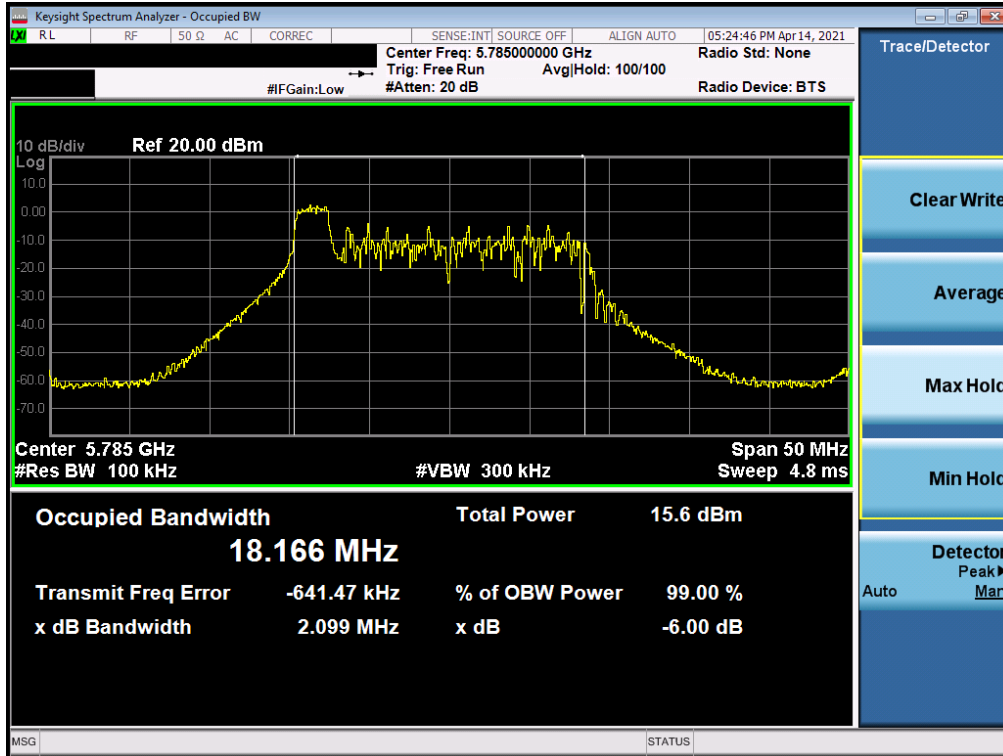 Keysight Spectrum Analyzer - Occupied BW
LXI RL RF 50 Ω AC CORREC SENSE:INT SOURCE OFF ALIGN AUTO 05:24:46 PM Apr 14, 2021
Center Freq: 5.785000000 GHz Radio Std: None
Trig: Free Run Avg|Hold: 100/100
#IFGain:Low #Atten: 20 dB Radio Device: BTS
10 dB/div Ref 20.00 dBm
Log
10.0
0.00
-10.0
-20.0
-30.0
-40.0
-50.0
-60.0
-70.0
Center 5.785 GHz Span 50 MHz
#Res BW 100 kHz #VBW 300 kHz Sweep 4.8 ms
Occupied Bandwidth Total Power 15.6 dBm
18.166 MHz
Transmit Freq Error -641.47 kHz % of OBW Power 99.00 %
x dB Bandwidth 2.099 MHz x dB -6.00 dB
MSG STATUS
Trace/Detector
Clear Write
Average
Max Hold
Min Hold
Detector
Peak▶
Auto Man